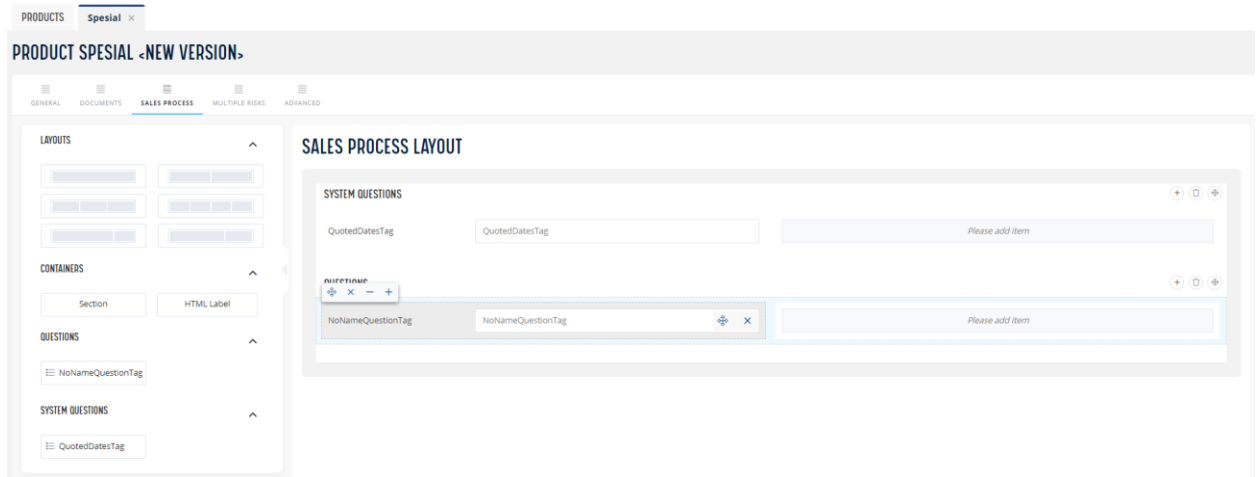 PRODUCTS Spesial ×
PRODUCT SPESIAL <NEW VERSION>
GENERAL DOCUMENTS SALES PROCESS MULTIPLE RISKS ADVANCED
LAYOUTS
CONTAINERS
Section HTML Label
QUESTIONS
NoNameQuestionTag
SYSTEM QUESTIONS
QuotedDatesTag
SALES PROCESS LAYOUT
SYSTEM QUESTIONS
QuotedDatesTag QuotedDatesTag Please add item
QUESTIONS
NoNameQuestionTag NoNameQuestionTag Please add item